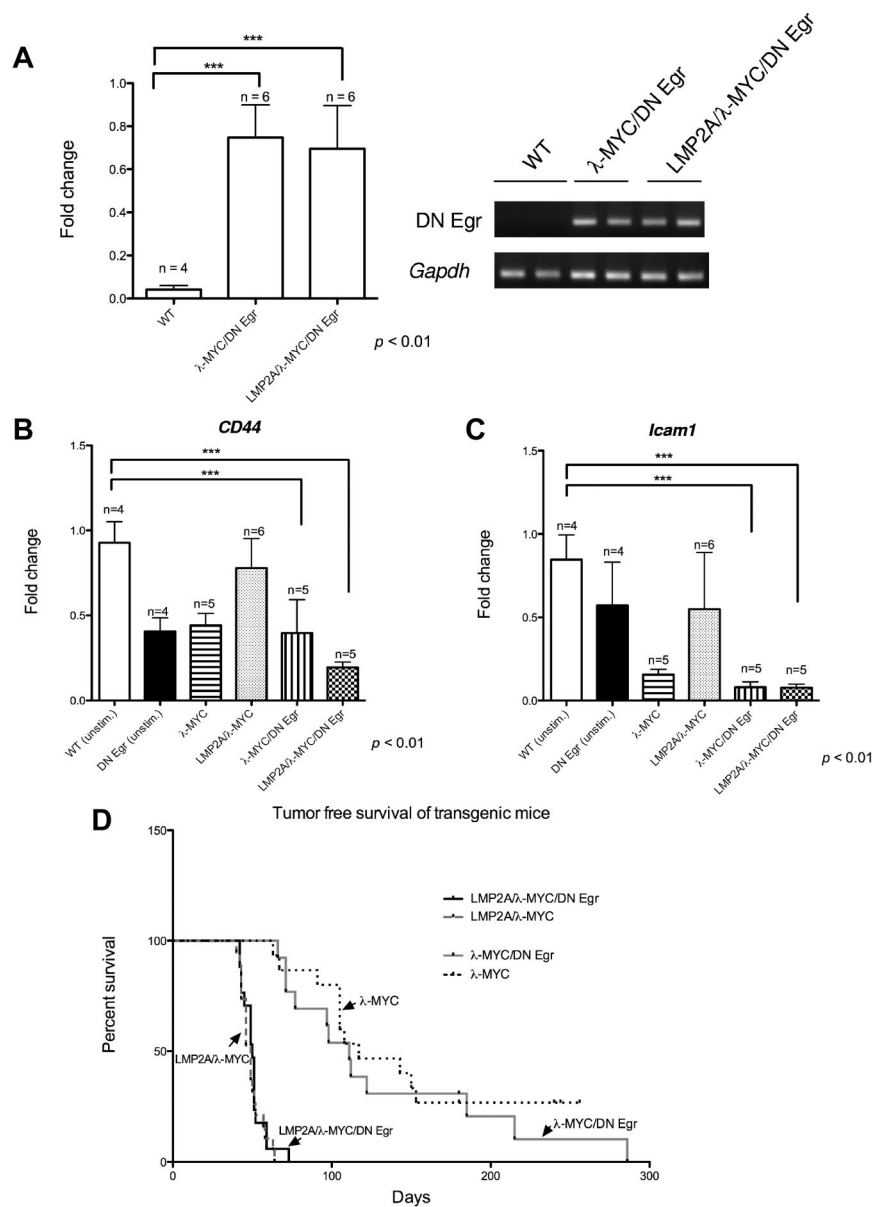 A
***
***
n = 6
n = 6
n = 4
1.0
0.8
0.6
0.4
0.2
0.0
Fold change
WT
λ-MYC/DN Egr
LMP2A/λ-MYC/DN Egr
p < 0.01
WT
λ-MYC/DN Egr
LMP2A/λ-MYC/DN Egr
DN Egr
Gapdh
B
CD44
***
***
1.5
1.0
0.5
0.0
Fold change
n=4
n=4
n=5
n=6
n=5
n=5
WT (unstim.)
DN Egr (unstim.)
λ-MYC
LMP2A/λ-MYC
λ-MYC/DN Egr
LMP2A/λ-MYC/DN Egr
p < 0.01
C
Icam1
***
***
1.5
1.0
0.5
0.0
Fold change
n=4
n=4
n=5
n=6
n=5
n=5
WT (unstim.)
DN Egr (unstim.)
λ-MYC
LMP2A/λ-MYC
λ-MYC/DN Egr
LMP2A/λ-MYC/DN Egr
p < 0.01
D
Tumor free survival of transgenic mice
150
100
50
0
Percent survival
LMP2A/λ-MYC/DN Egr
LMP2A/λ-MYC
λ-MYC/DN Egr
λ-MYC
λ-MYC
LMP2A/λ-MYC
LMP2A/λ-MYC/DN Egr
λ-MYC/DN Egr
0
100
200
300
Days